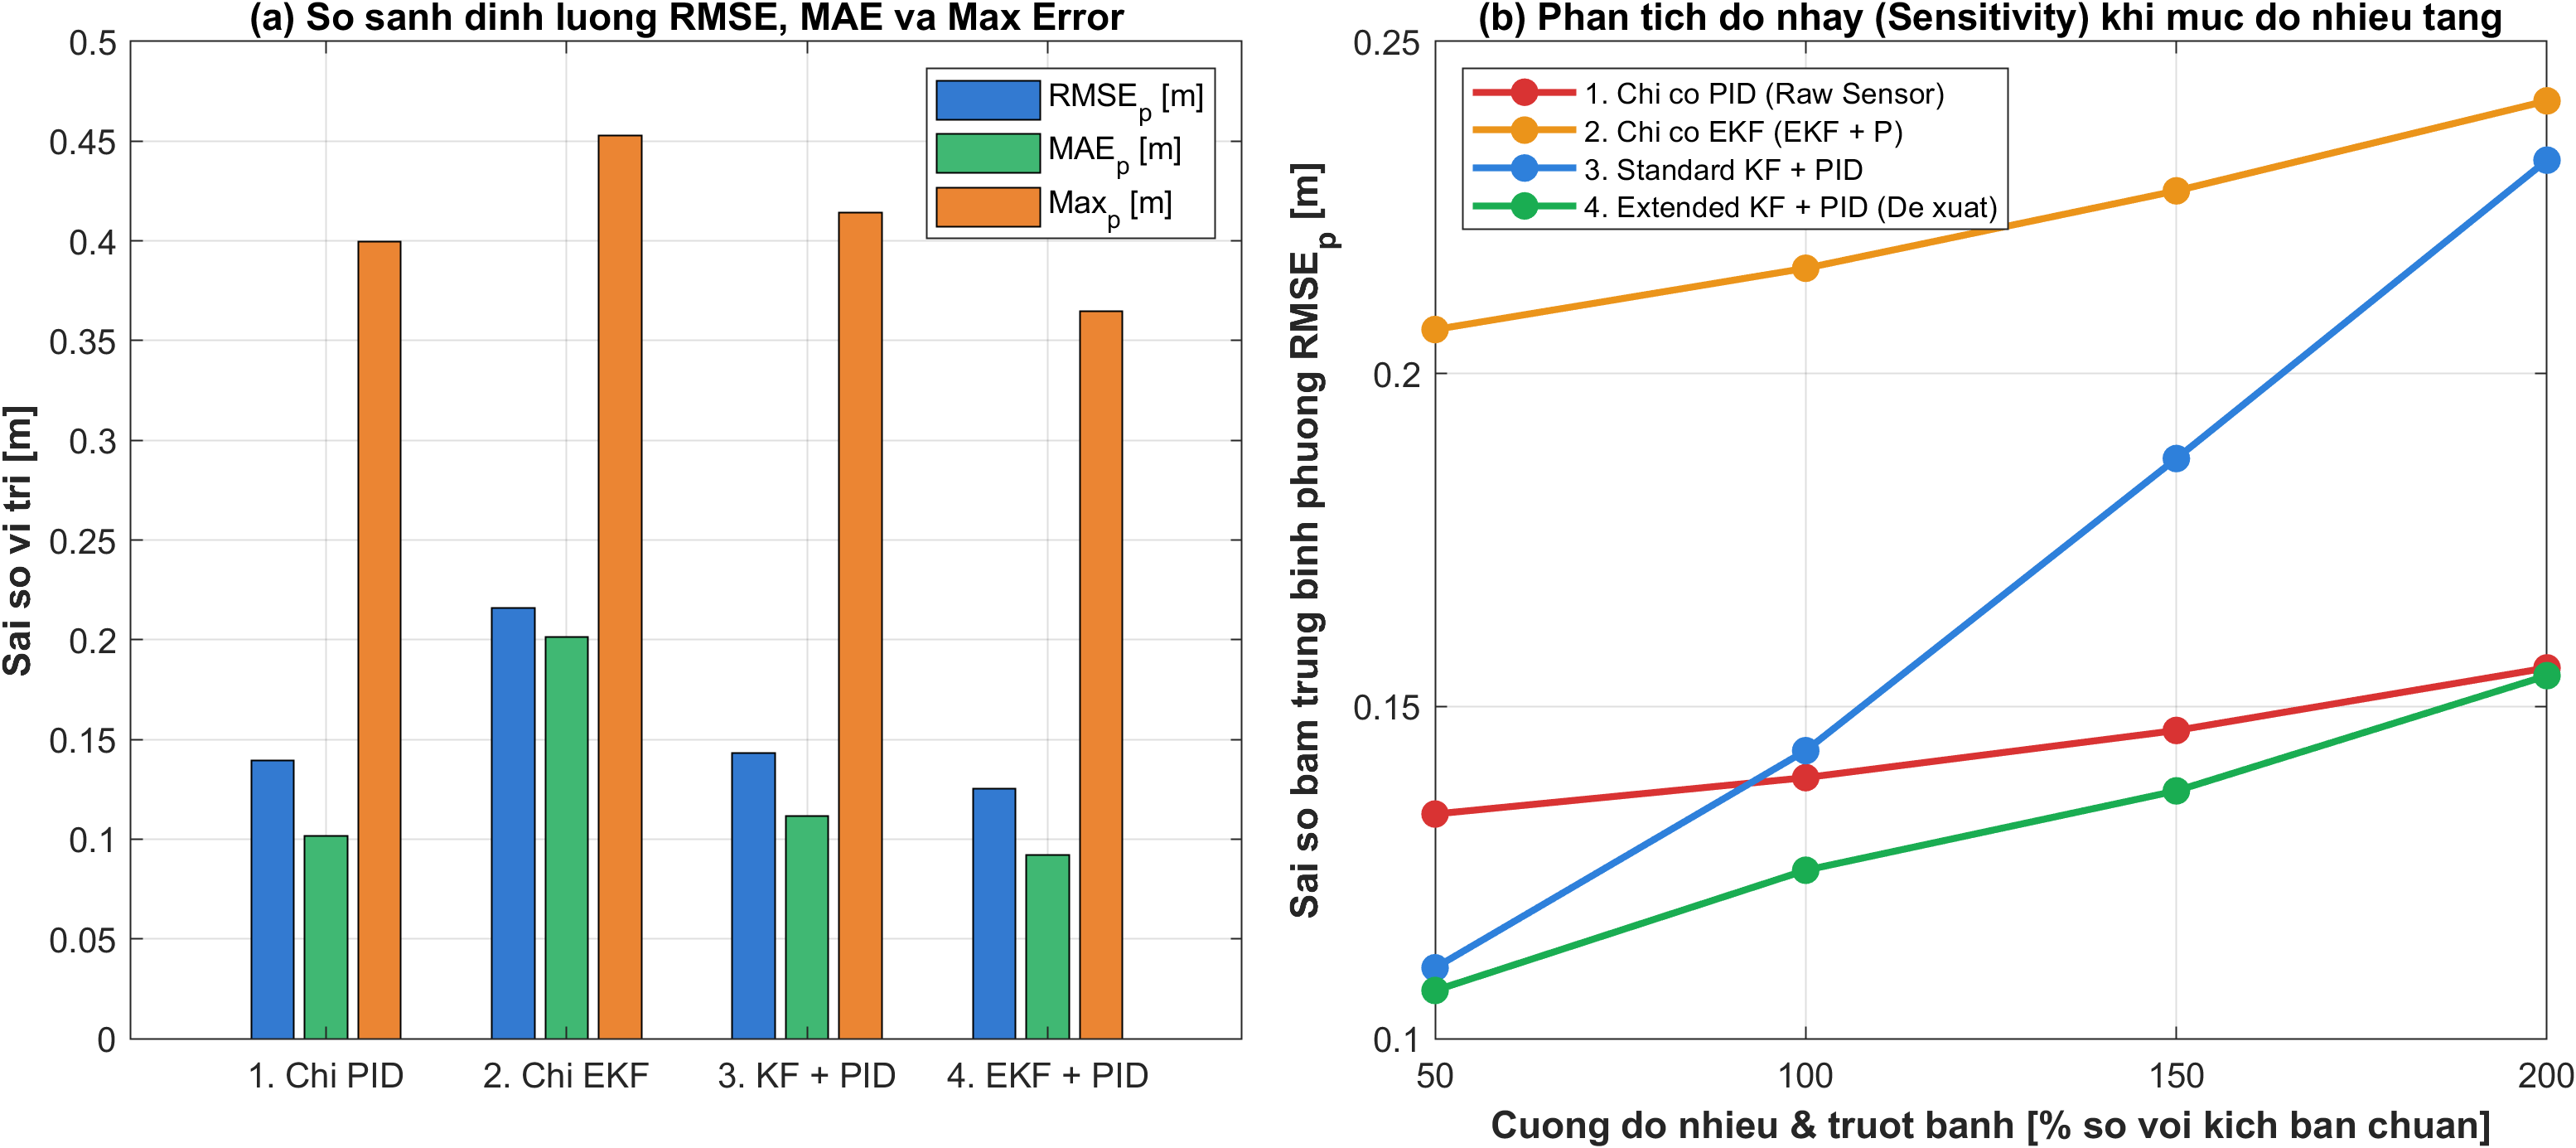 (a) So sanh dinh luong RMSE, MAE va Max Error
Sai so vi tri [m]
0.5
0.45
0.4
0.35
0.3
0.25
0.2
0.15
0.1
0.05
0
RMSEp [m]
MAEp [m]
Maxp [m]
1. Chi PID
2. Chi EKF
3. KF + PID
4. EKF + PID
(b) Phan tich do nhay (Sensitivity) khi muc do nhieu tang
Sai so bam trung binh phuong RMSEp [m]
0.25
0.2
0.15
0.1
1. Chi co PID (Raw Sensor)
2. Chi co EKF (EKF + P)
3. Standard KF + PID
4. Extended KF + PID (De xuat)
50
100
150
200
Cuong do nhieu & truot banh [% so voi kich ban chuan]